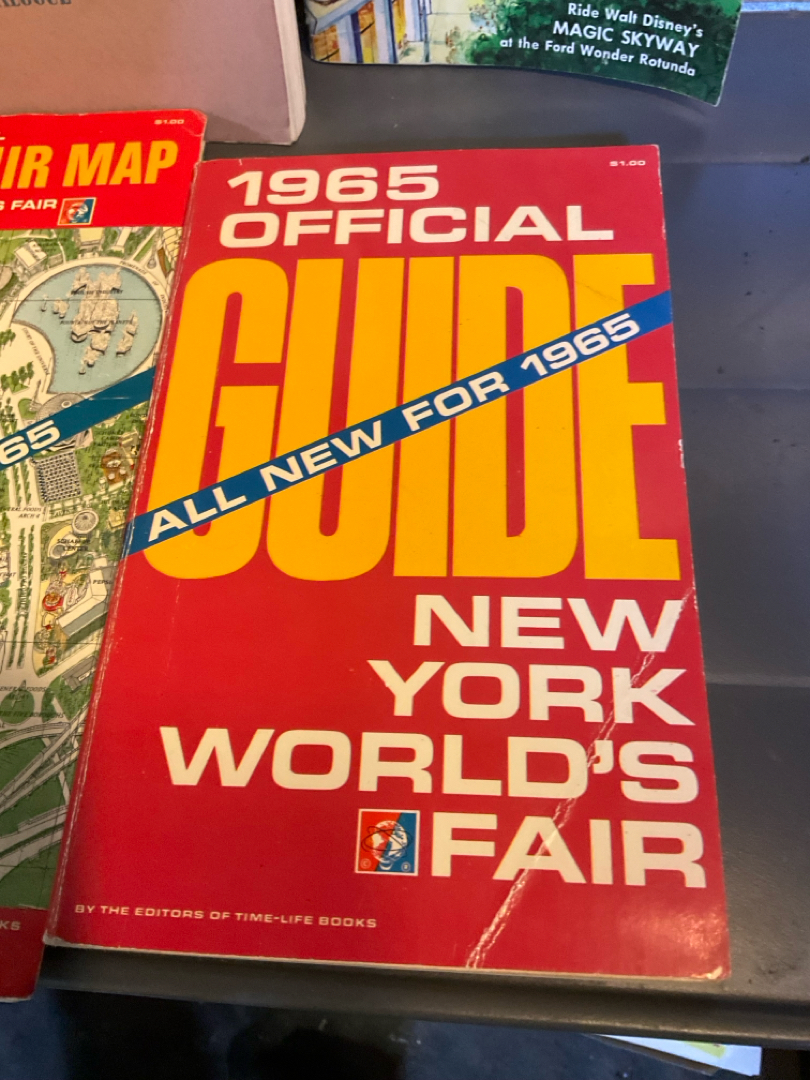 Ride Walt Disney's
MAGIC SKYWAY
at the Ford Wonder Rotunda
$1.00
MAP
FAIR
65
$1.00
1965
OFFICIAL
GUIDE
ALL NEW FOR 1965
NEW
YORK
WORLD'S
FAIR
BY THE EDITORS OF TIME-LIFE BOOKS